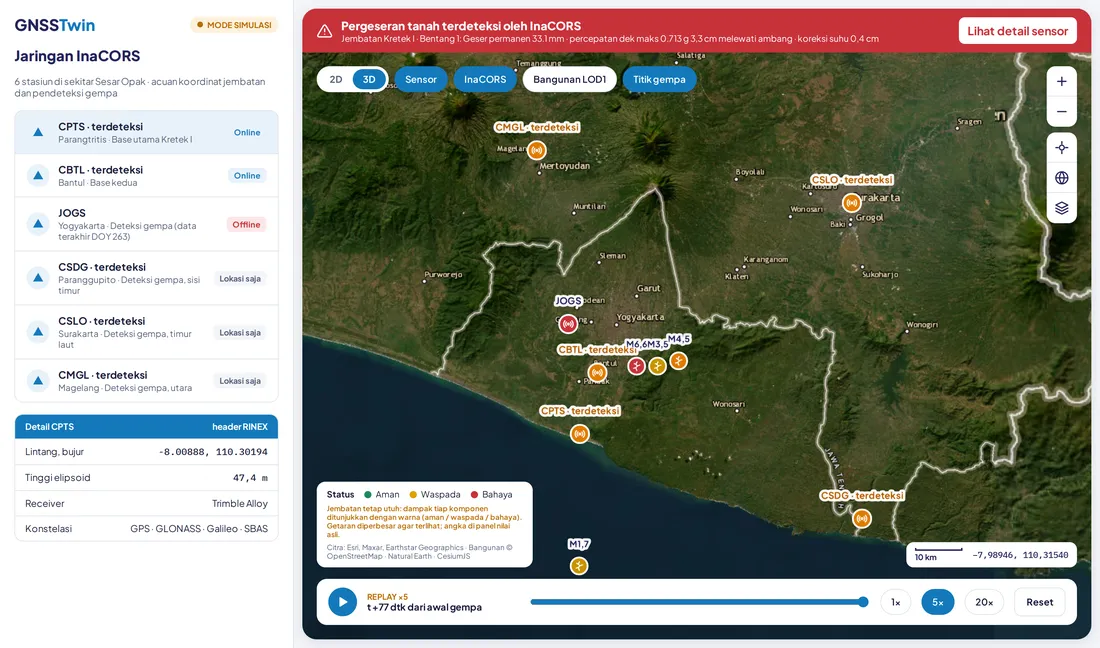 GNSSTwin
MODE SIMULASI
Jaringan InaCORS
6 stasiun di sekitar Sesar Opak · acuan koordinat jembatan
dan pendeteksi gempa
CPTS · terdeteksi
Parangtritis · Base utama Kretek I
Online
CBTL · terdeteksi
Bantul · Base kedua
Online
JOGS
Yogyakarta · Deteksi gempa (data
terakhir DOY 263)
Offline
CSDG · terdeteksi
Paranggupito · Deteksi gempa, sisi
timur
Lokasi saja
CSLO · terdeteksi
Surakarta · Deteksi gempa, timur
laut
Lokasi saja
CMGL · terdeteksi
Magelang · Deteksi gempa, utara
Lokasi saja
Detail CPTS header RINEX
Lintang, bujur -8.00888, 110.30194
Tinggi elipsoid 47,4 m
Receiver Trimble Alloy
Konstelasi GPS · GLONASS · Galileo · SBAS
Pergeseran tanah terdeteksi oleh InaCORS
Jembatan Kretek I · Bentang 1: Geser permanen 33.1 mm · percepatan dek maks 0.713 g 3,3 cm melewati ambang · koreksi suhu 0,4 cm
Lihat detail sensor
2D 3D Sensor InaCORS Bangunan LOD1 Titik gempa
Temanggung
Salatiga
Sragen
CMGL · terdeteksi
Magelan
Mertoyudan
Boyolali
CSLO · terdeteksi
Kartosuro
urakarta
Muntilan
Wonosari
Grogol
Baki
Sleman
Karanganom
Klaten
Sukoharjo
Purworejo
Garut
JOGS
dean
Yogyakarta
Wonogiri
M6,6 M3,5 M4,5
CBTL · terdeteksi
ntul
CPTS · terdeteksi
Wonosari
JAWA TEN
CSDG · terdeteksi
Status Aman Waspada Bahaya
Jembatan tetap utuh: dampak tiap komponen
ditunjukkan dengan warna (aman / waspada / bahaya).
Getaran diperbesar agar terlihat; angka di panel nilai
asli.
Citra: Esri, Maxar, Earthstar Geographics · Bangunan ©
OpenStreetMap · Natural Earth · CesiumJS
M1,7
10 km
-7,98946, 110,31540
REPLAY ×5
t +77 dtk dari awal gempa
1× 5× 20× Reset